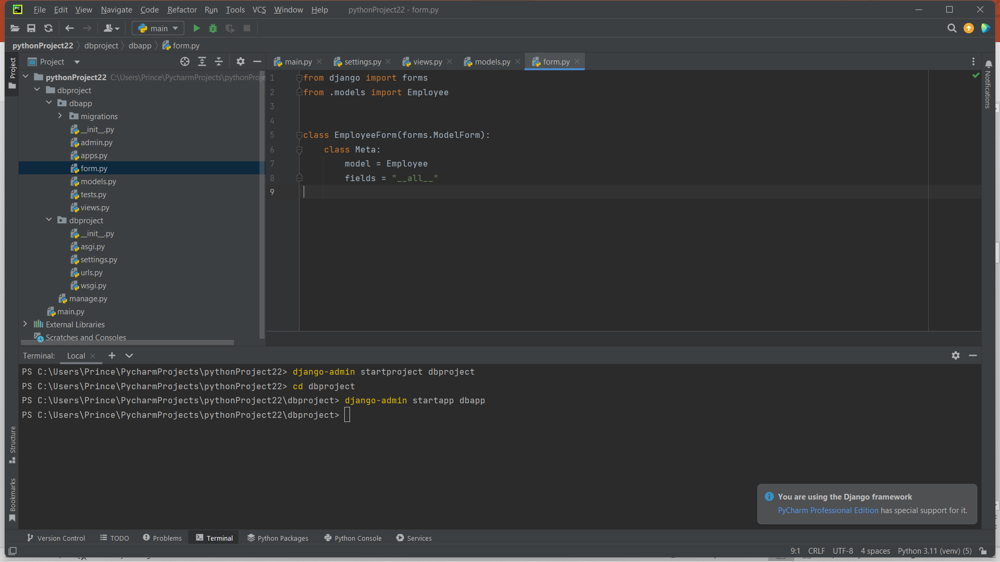 File Edit View Navigate Code Refactor Run Tools VCS Window Help pythonProject22 - form.py
main
pythonProject22 dbproject dbapp form.py
Project
main.py settings.py views.py models.py form.py
pythonProject22 C:\Users\Prince\PycharmProjects\pythonProje
dbproject
dbapp
migrations
__init__.py
admin.py
apps.py
form.py
models.py
tests.py
views.py
dbproject
__init__.py
asgi.py
settings.py
urls.py
wsgi.py
manage.py
main.py
External Libraries
Scratches and Consoles
1 from django import forms
2 from .models import Employee
3
4
5 class EmployeeForm(forms.ModelForm):
6 class Meta:
7 model = Employee
8 fields = "__all__"
9
Project
Structure
Bookmarks
Notifications
Terminal: Local
PS C:\Users\Prince\PycharmProjects\pythonProject22> django-admin startproject dbproject
PS C:\Users\Prince\PycharmProjects\pythonProject22> cd dbproject
PS C:\Users\Prince\PycharmProjects\pythonProject22\dbproject> django-admin startapp dbapp
PS C:\Users\Prince\PycharmProjects\pythonProject22\dbproject>
You are using the Django framework
PyCharm Professional Edition has special support for it.
Version Control TODO Problems Terminal Python Packages Python Console Services
9:1 CRLF UTF-8 4 spaces Python 3.11 (venv) (5)